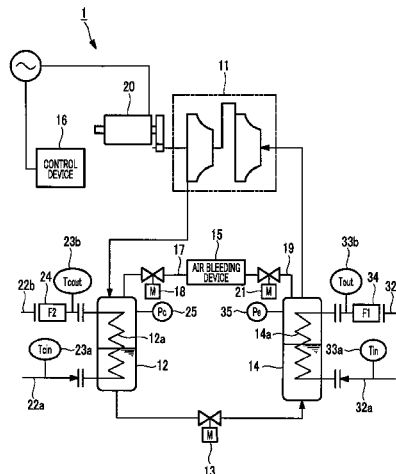 1
11
20
16
CONTROL DEVICE
23b
24
Tcout
22b
F2
17
15
AIR BLEEDING DEVICE
19
33b
Tout
34
F1
32b
M
18
M
21
Pc
25
35
Pe
12a
14a
Tcin
23a
12
14
33a
Tin
22a
32a
M
13